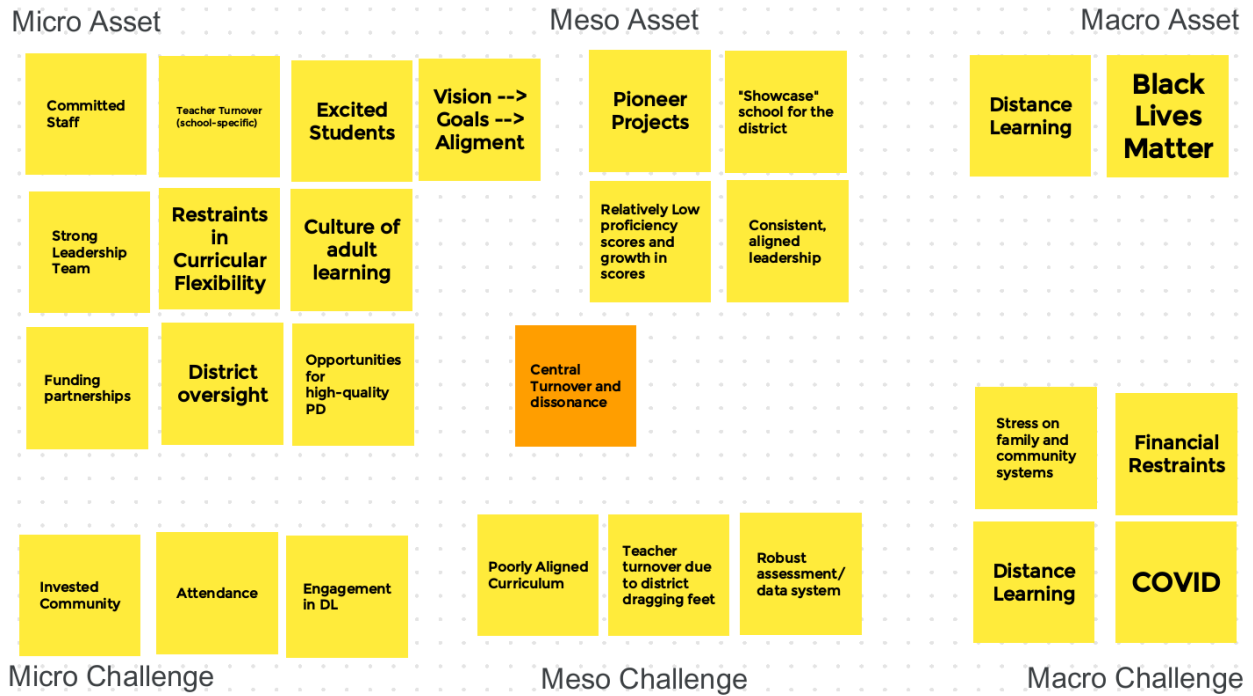 Micro Asset
Meso Asset
Macro Asset
Committed
Staff
Teacher Turnover
(school-specific)
Excited
Students
Vision -->
Goals -->
Aligment
Pioneer
Projects
"Showcase"
school for the
district
Distance
Learning
Black
Lives
Matter
Strong
Leadership
Team
Restraints
in
Curricular
Flexibility
Culture of
adult
learning
Relatively Low
proficiency
scores and
growth in
scores
Consistent,
aligned
leadership
Funding
partnerships
District
oversight
Opportunities
for
high-quality
PD
Central
Turnover and
dissonance
Stress on
family and
community
systems
Financial
Restraints
Invested
Community
Attendance
Engagement
in DL
Poorly Aligned
Curriculum
Teacher
turnover due
to district
dragging feet
Robust
assessment/
data system
Distance
Learning
COVID
Micro Challenge
Meso Challenge
Macro Challenge